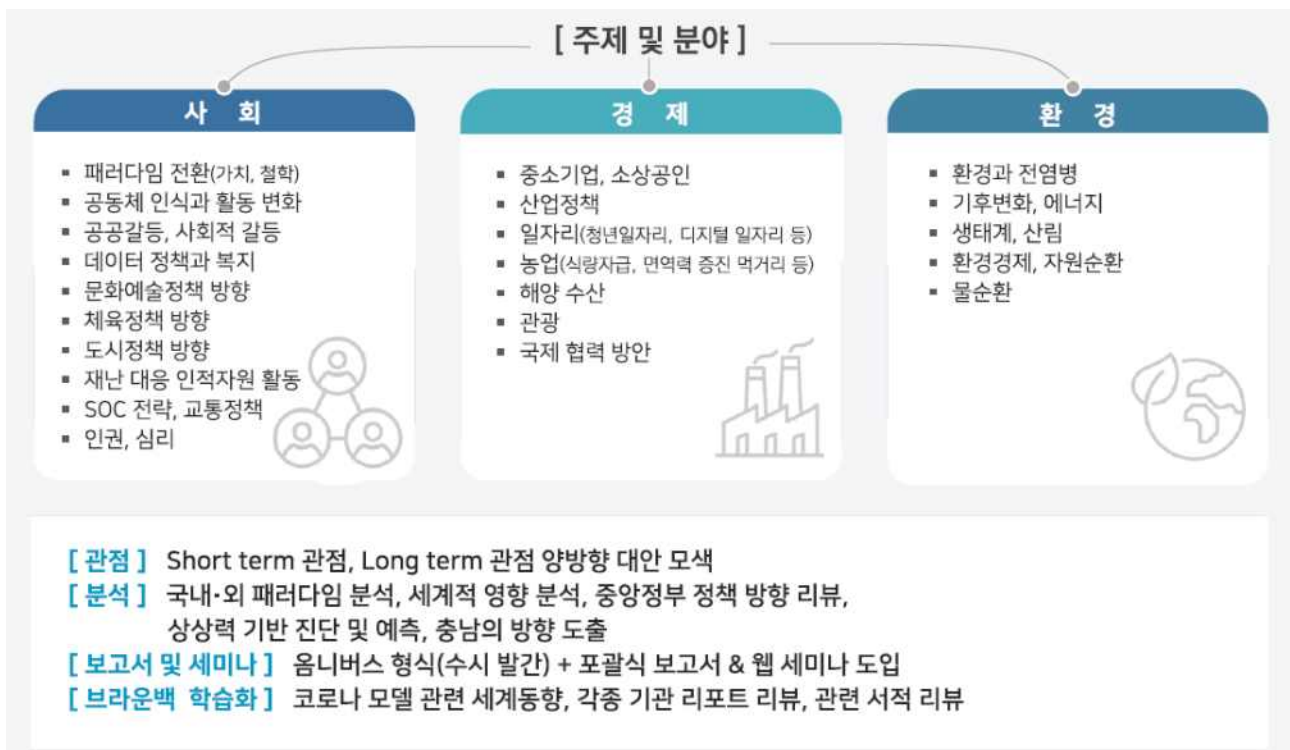 [ 주제 및 분야 ]
사 회
패러다임 전환(가치, 철학)
공동체 인식과 활동 변화
공공갈등, 사회적 갈등
데이터 정책과 복지
문화예술정책 방향
체육정책 방향
도시정책 방향
재난 대응 인적자원 활동
SOC 전략, 교통정책
인권, 심리
경 제
중소기업, 소상공인
산업정책
일자리(청년일자리, 디지털 일자리 등)
농업(식량자급, 면역력 증진 먹거리 등)
해양 수산
관광
국제 협력 방안
환 경
환경과 전염병
기후변화, 에너지
생태계, 산림
환경경제, 자원순환
물순환
[ 관점 ] Short term 관점, Long term 관점 양방향 대안 모색
[ 분석 ] 국내·외 패러다임 분석, 세계적 영향 분석, 중앙정부 정책 방향 리뷰,
상상력 기반 진단 및 예측, 충남의 방향 도출
[ 보고서 및 세미나 ] 옴니버스 형식(수시 발간) + 포괄식 보고서 & 웹 세미나 도입
[ 브라운백 학습화 ] 코로나 모델 관련 세계동향, 각종 기관 리포트 리뷰, 관련 서적 리뷰